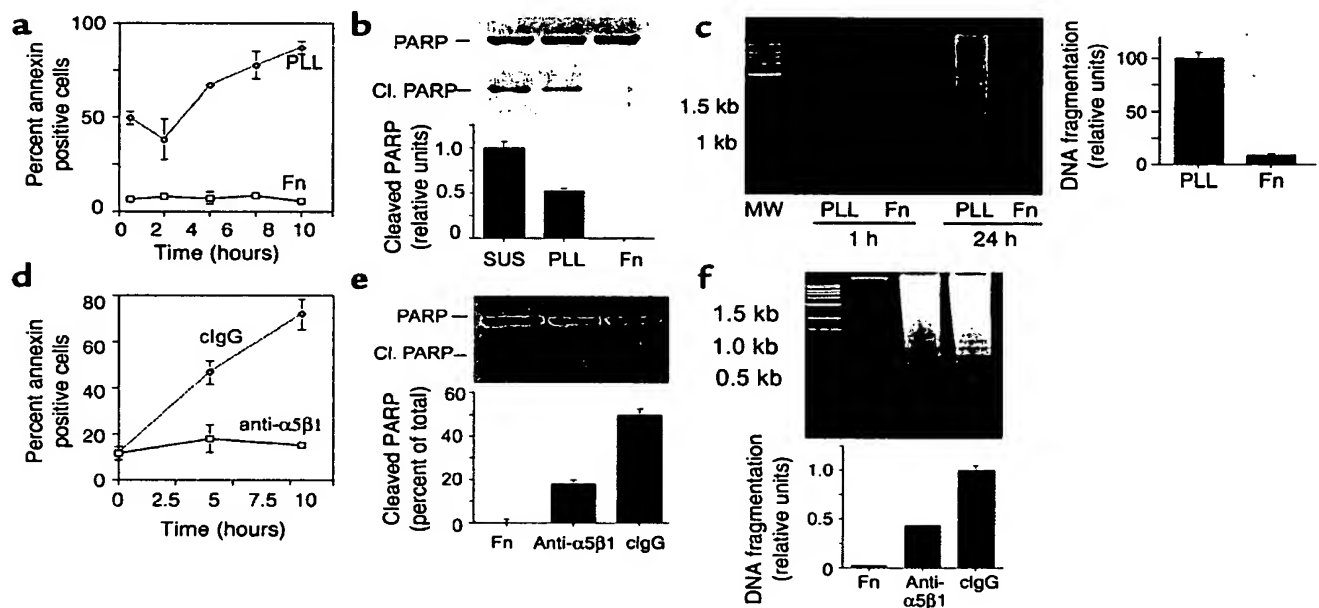 a
Percent annexin
positive cells
100
50
0
PLL
Fn
0 2 4 6 8 10
Time (hours)
b
PARP
Cl. PARP
Cleaved PARP
(relative units)
1.0
0.5
0
SUS PLL Fn
c
1.5 kb
1 kb
MW PLL Fn PLL Fn
1 h 24 h
DNA fragmentation
(relative units)
100
50
0
PLL Fn
d
Percent annexin
positive cells
80
60
40
20
0
cIgG
anti-α5β1
0 2.5 5 7.5 10
Time (hours)
e
PARP
Cl. PARP
Cleaved PARP
(percent of total)
60
40
20
0
Fn Anti-α5β1 cIgG
f
1.5 kb
1.0 kb
0.5 kb
DNA fragmentation
(relative units)
1.0
0.5
0
Fn Anti- cIgG
α5β1